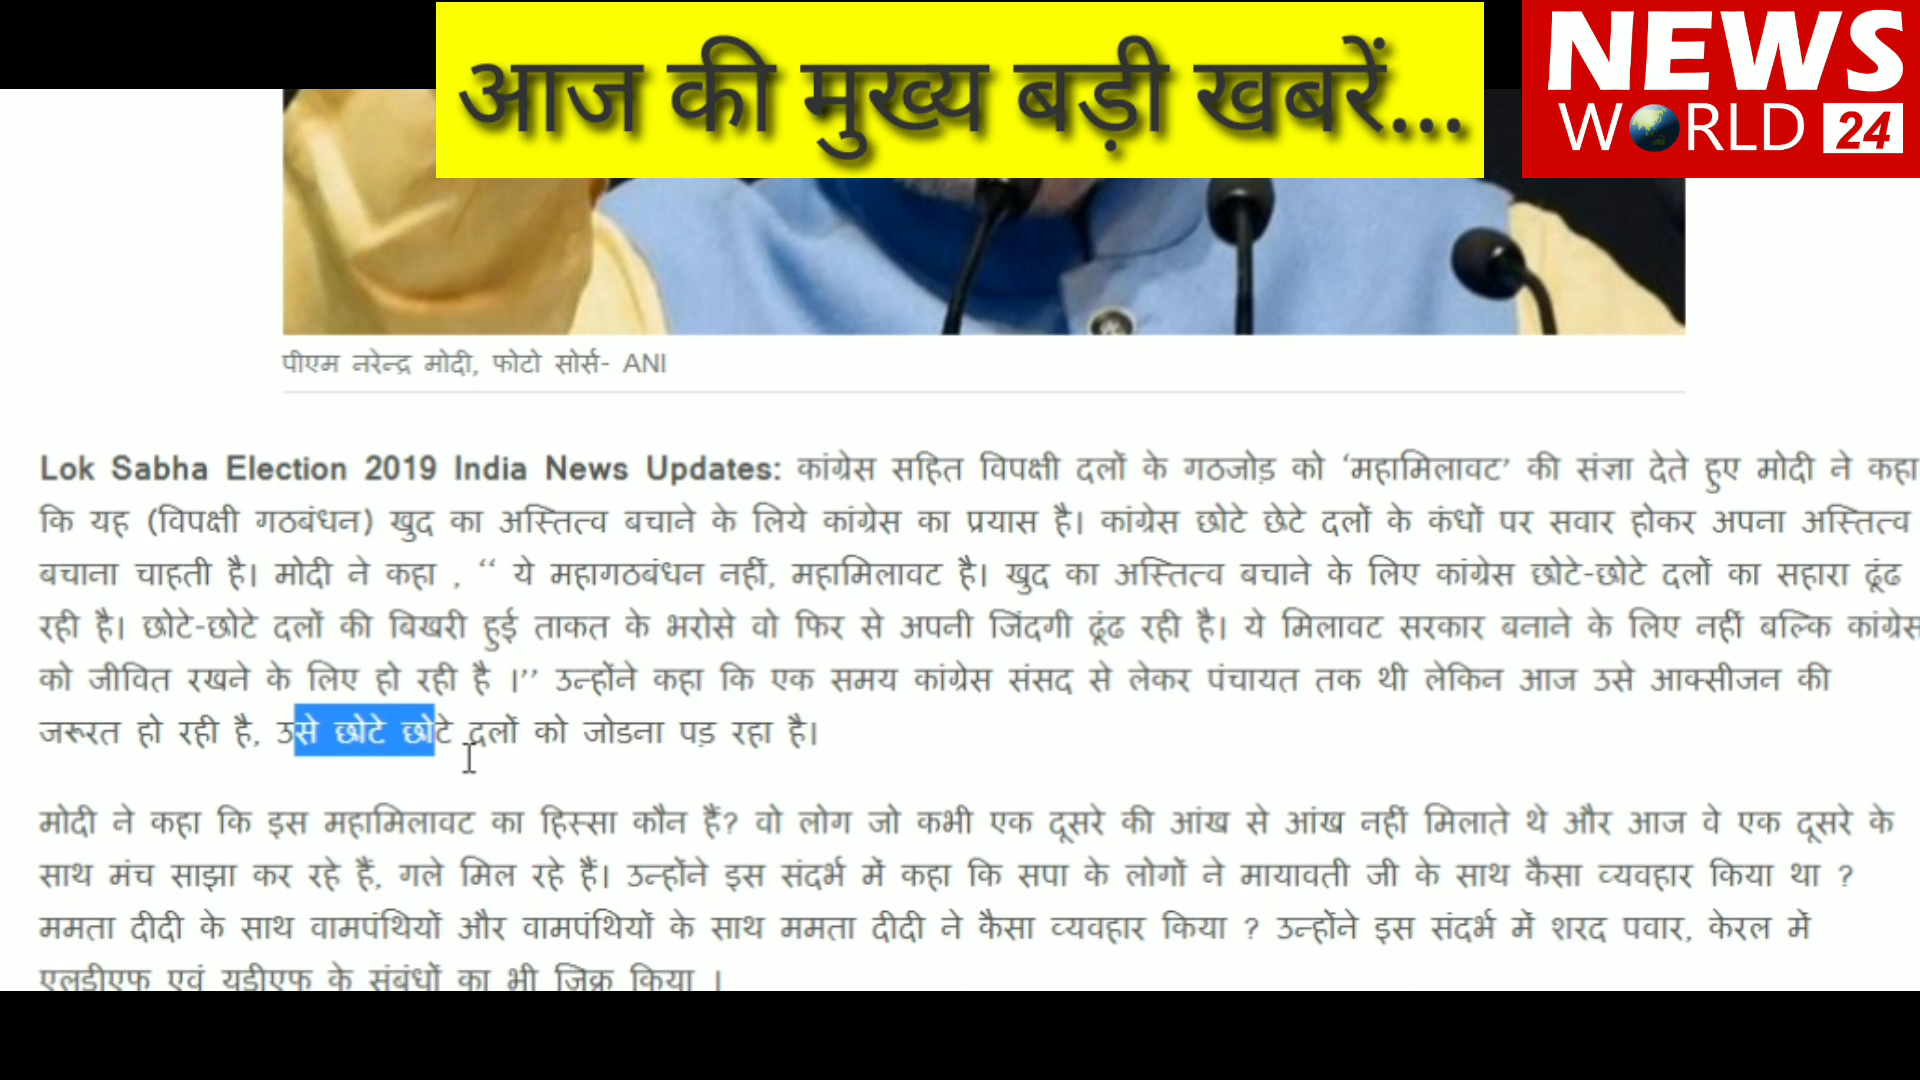 आज की मुख्य बड़ी खबरें...
NEWS
WORLD 24
पीएम नरेन्द्र मोदी, फोटो सोर्स- ANI
Lok Sabha Election 2019 India News Updates: कांग्रेस सहित विपक्षी दलों के गठजोड़ को ‘महामिलावट’ की संज्ञा देते हुए मोदी ने कहा
कि यह (विपक्षी गठबंधन) खुद का अस्तित्व बचाने के लिये कांग्रेस का प्रयास है। कांग्रेस छोटे छेटे दलों के कंधों पर सवार होकर अपना अस्तित्व
बचाना चाहती है। मोदी ने कहा , ‘‘ ये महागठबंधन नहीं, महामिलावट है। खुद का अस्तित्व बचाने के लिए कांग्रेस छोटे-छोटे दलों का सहारा ढूंढ
रही है। छोटे-छोटे दलों की बिखरी हुई ताकत के भरोसे वो फिर से अपनी जिंदगी ढूंढ रही है। ये मिलावट सरकार बनाने के लिए नहीं बल्कि कांग्रेस
को जीवित रखने के लिए हो रही है ।’’ उन्होंने कहा कि एक समय कांग्रेस संसद से लेकर पंचायत तक थी लेकिन आज उसे आक्सीजन की
जरूरत हो रही है, उसे छोटे छोटे दलों को जोडना पड़ रहा है।
मोदी ने कहा कि इस महामिलावट का हिस्सा कौन हैं? वो लोग जो कभी एक दूसरे की आंख से आंख नहीं मिलाते थे और आज वे एक दूसरे के
साथ मंच साझा कर रहे हैं, गले मिल रहे हैं। उन्होंने इस संदर्भ में कहा कि सपा के लोगों ने मायावती जी के साथ कैसा व्यवहार किया था ?
ममता दीदी के साथ वामपंथियों और वामपंथियों के साथ ममता दीदी ने कैसा व्यवहार किया ? उन्होंने इस संदर्भ में शरद पवार, केरल में
एलडीएफ एवं यूडीएफ के संबंधों का भी जिक्र किया ।